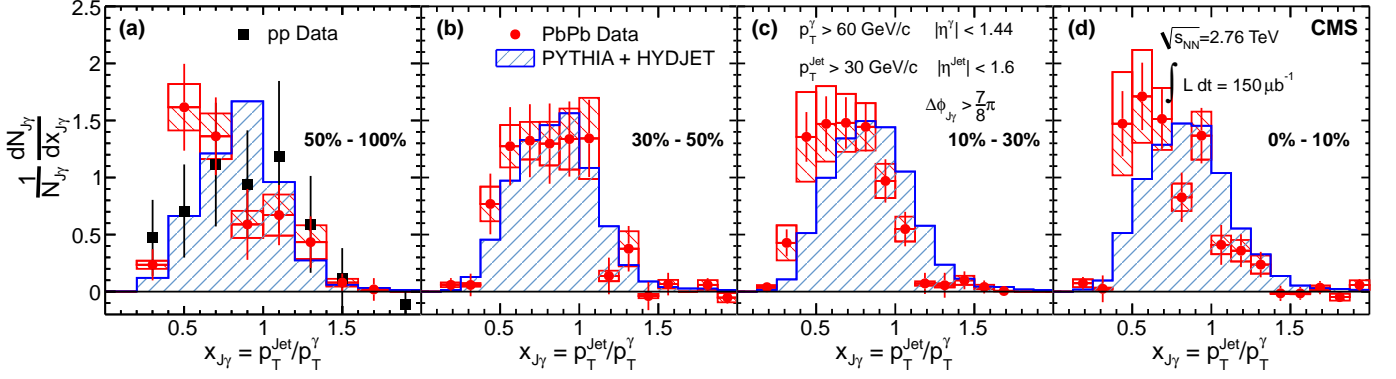 (a)
pp Data
50% - 100%
(b)
PbPb Data
PYTHIA + HYDJET
30% - 50%
(c)
p_T^γ > 60 GeV/c |η^γ| < 1.44
p_T^Jet > 30 GeV/c |η^Jet| < 1.6
Δϕ_Jγ > 7/8 π
10% - 30%
(d)
CMS
√s_NN = 2.76 TeV
∫ L dt = 150 μb^-1
0% - 10%
1/N_Jγ dN_Jγ/dx_Jγ
2.5
2
1.5
1
0.5
0
0.5 1 1.5
0.5 1 1.5
0.5 1 1.5
0.5 1 1.5
x_Jγ = p_T^Jet/p_T^γ
x_Jγ = p_T^Jet/p_T^γ
x_Jγ = p_T^Jet/p_T^γ
x_Jγ = p_T^Jet/p_T^γ